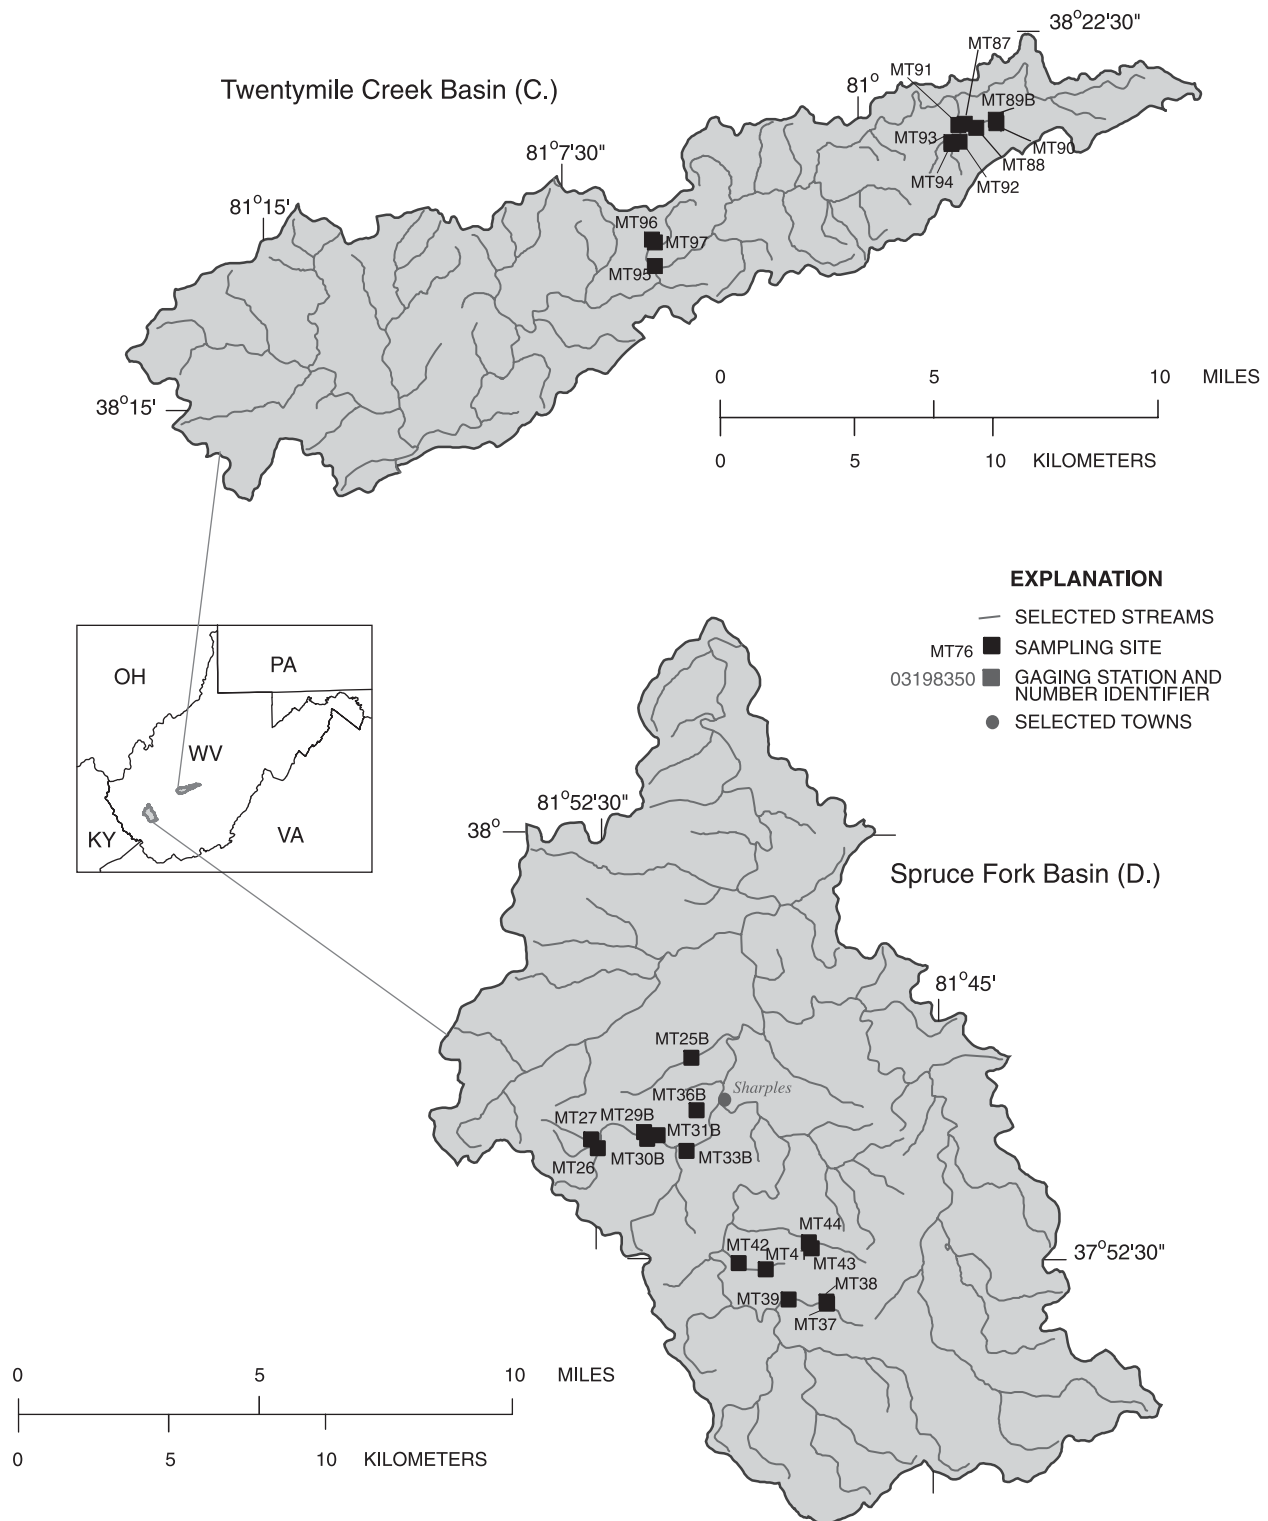 38°22'30"
MT87
Twentymile Creek Basin (C.)
MT91
81°
MT89B
MT93
MT90
81°7'30"
MT88
MT94
MT92
81°15'
MT96
MT97
MT95
0 5 10 MILES
38°15'
0 5 10 KILOMETERS
EXPLANATION
SELECTED STREAMS
MT76 SAMPLING SITE
03198350 GAGING STATION AND
NUMBER IDENTIFIER
SELECTED TOWNS
OH
PA
WV
KY
VA
81°52'30"
38°
Spruce Fork Basin (D.)
81°45'
MT25B
Sharples
MT36B
MT27
MT29B
MT31B
MT26
MT30B
MT33B
MT44
MT42
MT41
MT43
37°52'30"
MT38
MT39
MT37
0 5 10 MILES
0 5 10 KILOMETERS